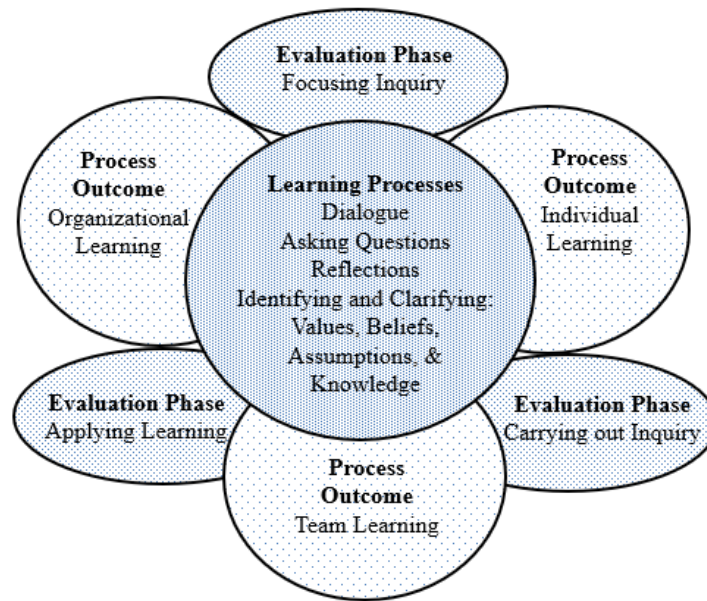 Evaluation Phase
Focusing Inquiry
Process
Outcome
Organizational
Learning
Learning Processes
Dialogue
Asking Questions
Reflections
Identifying and Clarifying:
Values, Beliefs,
Assumptions, &
Knowledge
Process
Outcome
Individual
Learning
Evaluation Phase
Applying Learning
Process
Outcome
Team Learning
Evaluation Phase
Carrying out Inquiry